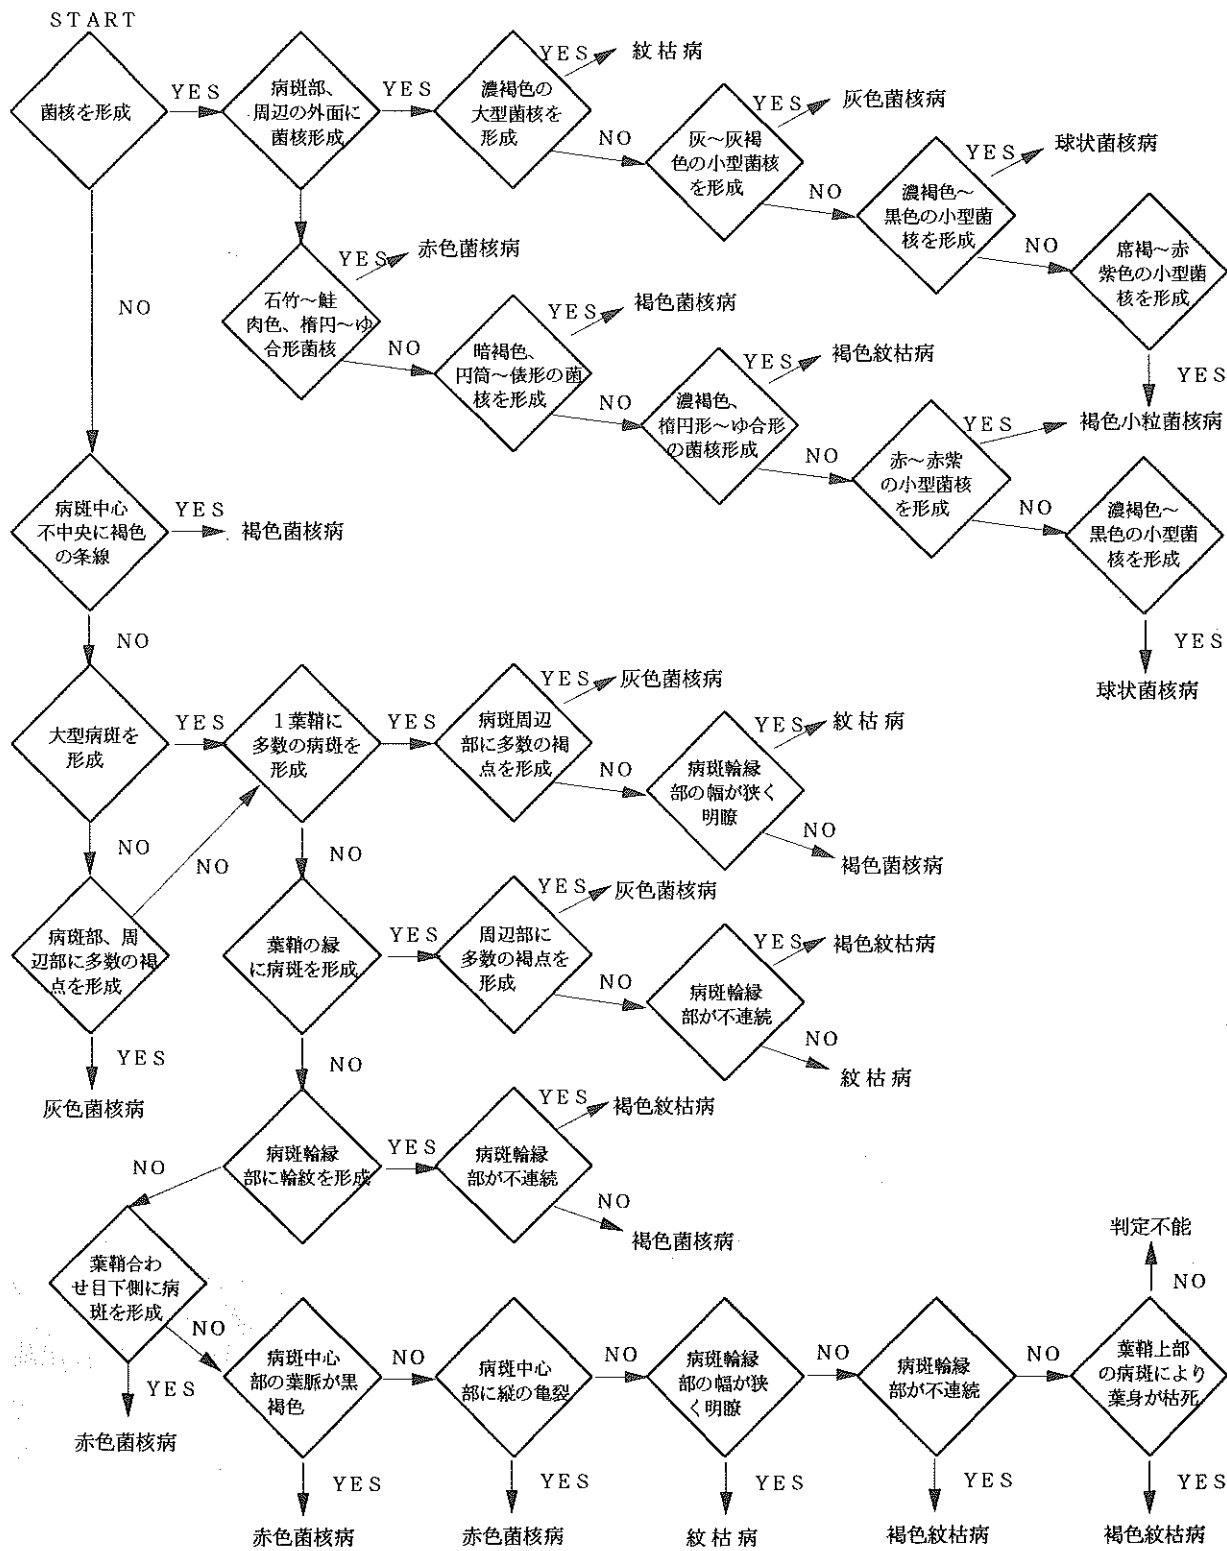 START
菌核を形成
YES
病斑部、
周辺の外面に
菌核形成
YES
濃褐色の
大型菌核を
形成
YES
紋枯病
NO
灰～灰褐
色の小型菌核
を形成
YES
灰色菌核病
NO
濃褐色～
黒色の小型菌
核を形成
YES
球状菌核病
NO
席褐～赤
紫色の小型菌
核を形成
YES
褐色小粒菌核病
NO
石竹～鮭
肉色、楕円～ゆ
合形菌核
YES
赤色菌核病
NO
暗褐色、
円筒～俵形の菌
核を形成
YES
褐色菌核病
NO
濃褐色、
楕円形～ゆ合形
の菌核形成
YES
褐色紋枯病
NO
赤～赤紫
の小型菌核
を形成
YES
NO
濃褐色～
黒色の小型菌
核を形成
YES
球状菌核病
病斑中心
不中央に褐色
の条線
YES
褐色菌核病
NO
大型病斑を
形成
YES
1葉鞘に
多数の病斑を
形成
YES
病斑周辺
部に多数の褐
点を形成
YES
灰色菌核病
NO
病斑輪縁
部の幅が狭く
明瞭
YES
紋枯病
NO
褐色菌核病
NO
病斑部、周
辺部に多数の褐
点を形成
NO
YES
灰色菌核病
NO
葉鞘の縁
に病斑を形成
YES
周辺部に
多数の褐点を
形成
YES
灰色菌核病
NO
病斑輪縁
部が不連続
YES
褐色紋枯病
NO
紋枯病
NO
病斑輪縁
部に輪紋を形成
YES
病斑輪縁
部が不連続
YES
褐色紋枯病
NO
褐色菌核病
NO
葉鞘合わ
せ目下側に病
斑を形成
YES
赤色菌核病
NO
病斑中心
部の葉脈が黒
褐色
YES
赤色菌核病
NO
病斑中心
部に縦の亀裂
YES
赤色菌核病
NO
病斑輪縁
部の幅が狭
く明瞭
YES
紋枯病
NO
病斑輪縁
部が不連続
YES
褐色紋枯病
NO
葉鞘上部
の病斑により
葉身が枯死
NO
判定不能
YES
褐色紋枯病